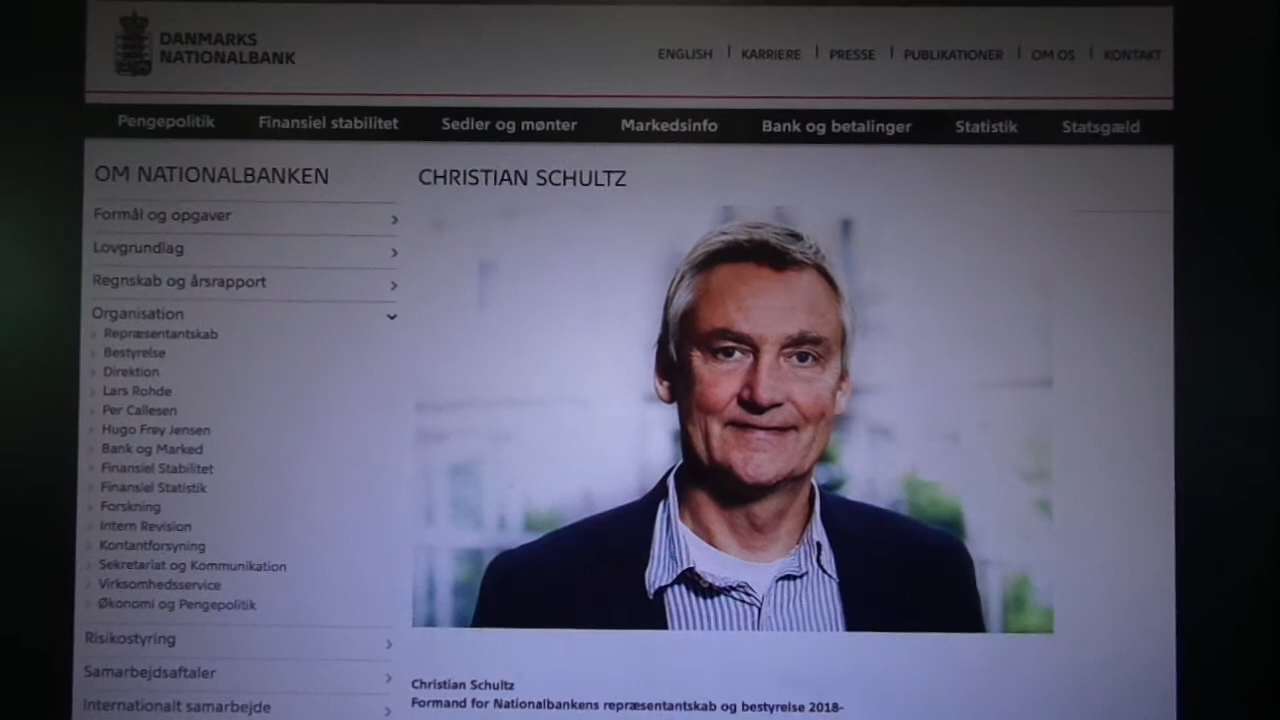 DANMARKS
NATIONALBANK
ENGLISH | KARRIERE | PRESSE | PUBLIKATIONER | OM OS | KONTAKT
Pengepolitik Finansiel stabilitet Sedler og mønter Markedsinfo Bank og betalinger Statistik Statsgæld
OM NATIONALBANKEN
CHRISTIAN SCHULTZ
Formål og opgaver
Lovgrundlag
Regnskab og årsrapport
Organisation
Repræsentantskab
Bestyrelse
Direktion
Lars Rohde
Per Callesen
Hugo Frey Jensen
Bank og Marked
Finansiel Stabilitet
Finansiel Statistik
Forskning
Intern Revision
Kontantforsyning
Sekretariat og Kommunikation
Virksomhedsservice
Økonomi og Pengepolitik
Risikostyring
Samarbejdsaftaler
Internationalt samarbejde
Christian Schultz
Formand for Nationalbankens repræsentantskab og bestyrelse 2018-